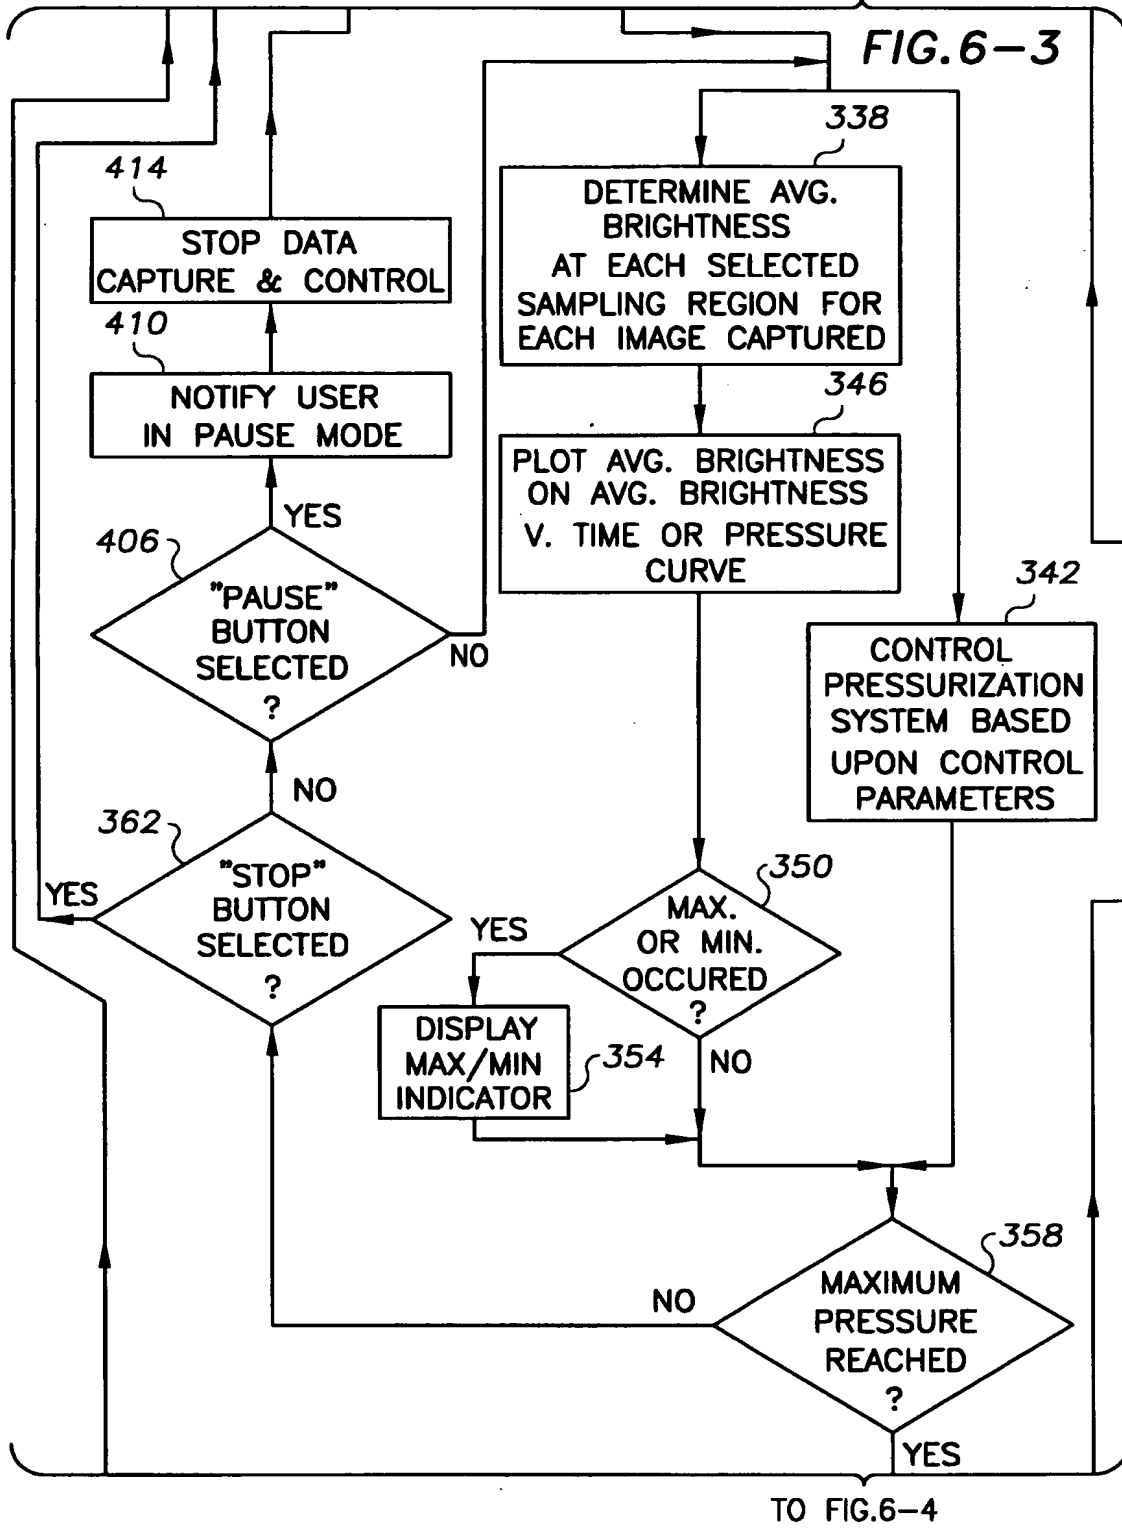 FIG.6-3
338
DETERMINE AVG.
BRIGHTNESS
AT EACH SELECTED
SAMPLING REGION FOR
EACH IMAGE CAPTURED
414
STOP DATA
CAPTURE & CONTROL
410
NOTIFY USER
IN PAUSE MODE
346
PLOT AVG. BRIGHTNESS
ON AVG. BRIGHTNESS
V. TIME OR PRESSURE
CURVE
YES
406
"PAUSE"
BUTTON
SELECTED
?
NO
342
CONTROL
PRESSURIZATION
SYSTEM BASED
UPON CONTROL
PARAMETERS
NO
362
"STOP"
BUTTON
SELECTED
?
YES
350
MAX.
OR MIN.
OCCURED
?
YES
NO
DISPLAY
MAX/MIN
INDICATOR
354
358
MAXIMUM
PRESSURE
REACHED
?
NO
YES
TO FIG.6-4